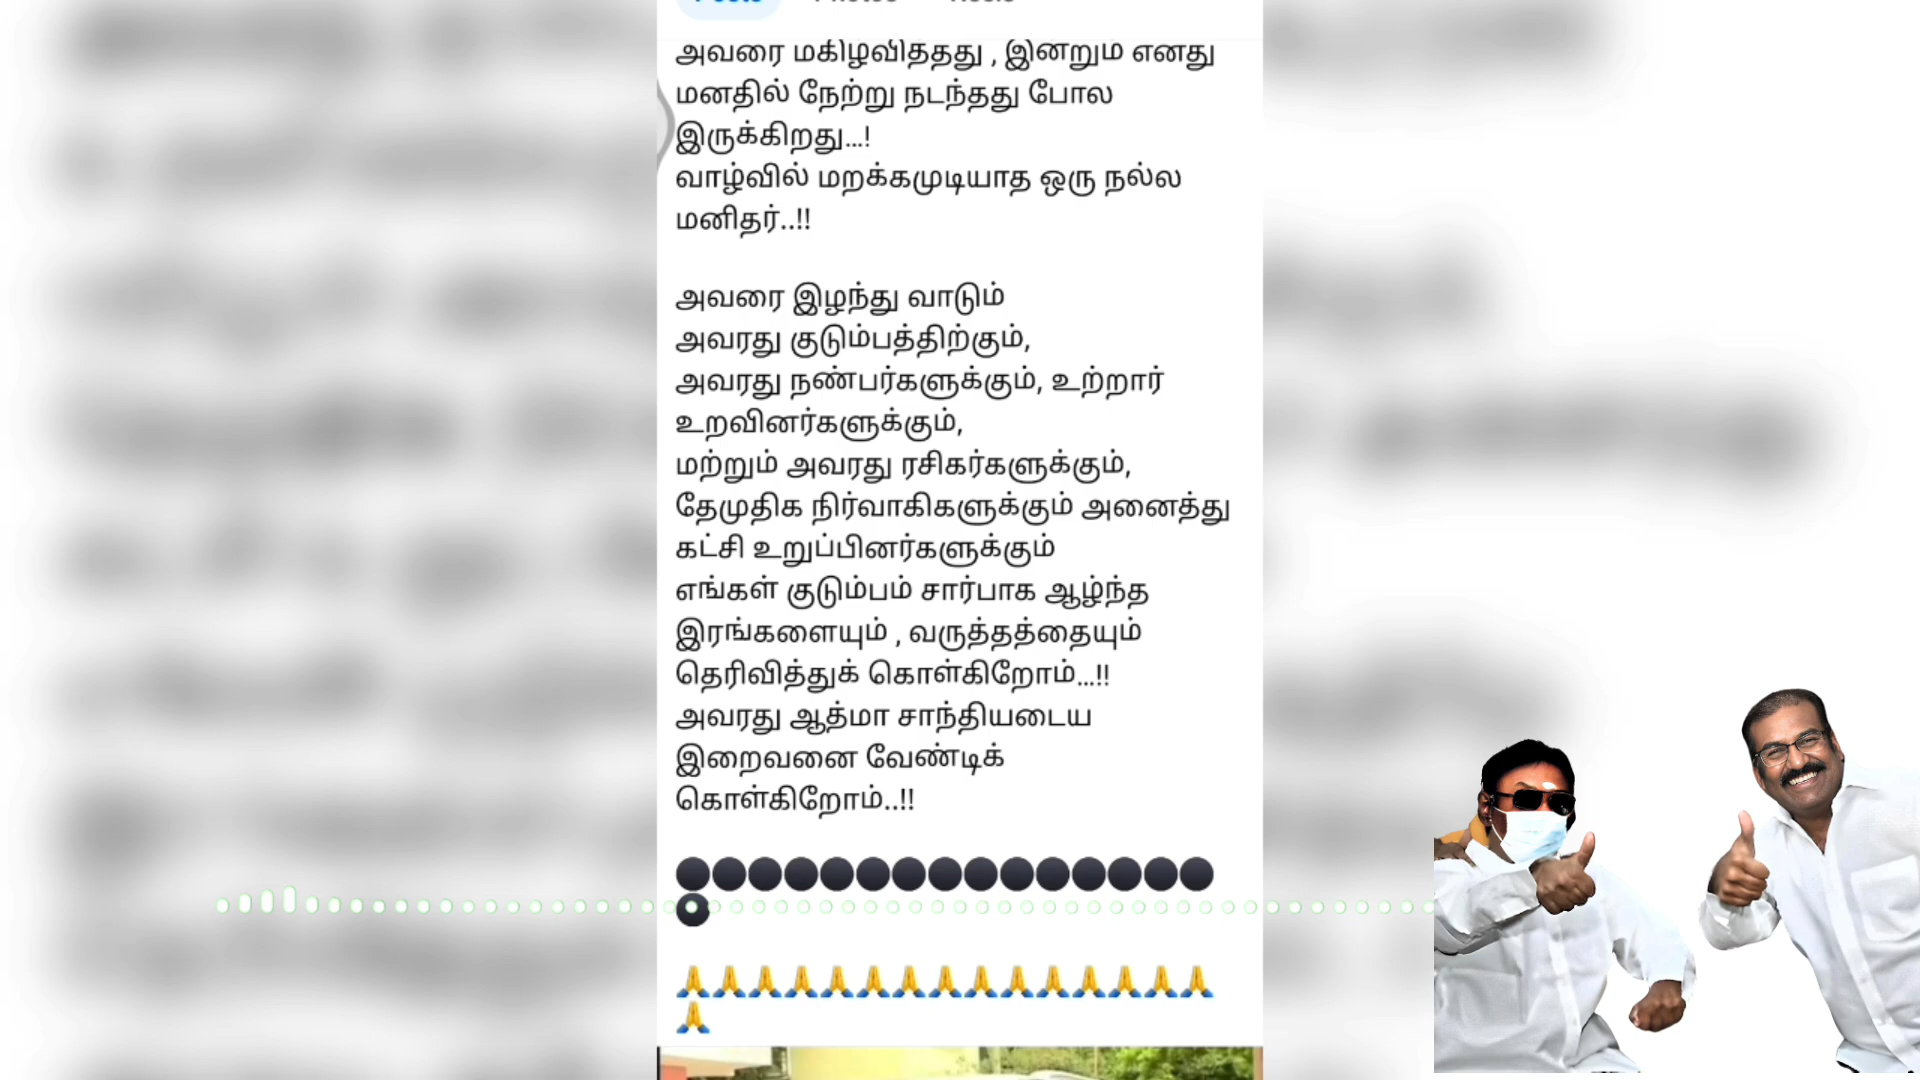 அவரை மகிழ்வித்தது , இன்றும் எனது
மனதில் நேற்று நடந்தது போல
இருக்கிறது...!
வாழ்வில் மறக்கமுடியாத ஒரு நல்ல
மனிதர்..!!
அவரை இழந்து வாடும்
அவரது குடும்பத்திற்கும்,
அவரது நண்பர்களுக்கும், உற்றார்
உறவினர்களுக்கும்,
மற்றும் அவரது ரசிகர்களுக்கும்,
தேமுதிக நிர்வாகிகளுக்கும் அனைத்து
கட்சி உறுப்பினர்களுக்கும்
எங்கள் குடும்பம் சார்பாக ஆழ்ந்த
இரங்களையும் , வருத்தத்தையும்
தெரிவித்துக் கொள்கிறோம்...!!
அவரது ஆத்மா சாந்தியடைய
இறைவனை வேண்டிக்
கொள்கிறோம்..!!